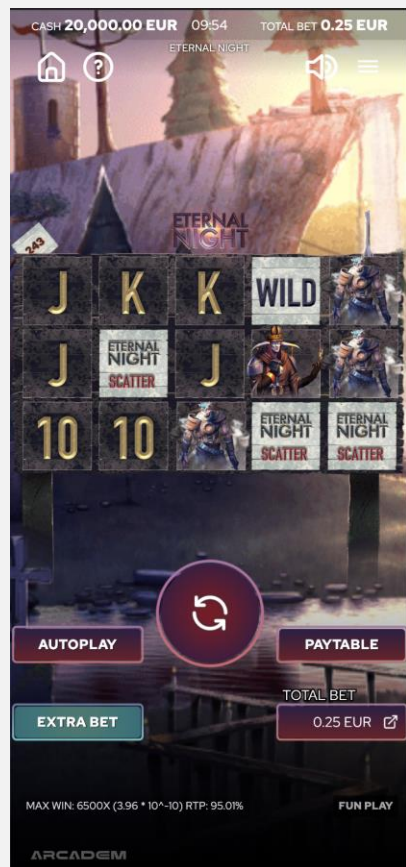 CASH 20,000.00 EUR 09:54 TOTAL BET 0.25 EUR
ETERNAL NIGHT
?
ETERNAL
NIGHT
243
J K K WILD
J ETERNAL NIGHT SCATTER J
10 10 ETERNAL NIGHT SCATTER ETERNAL NIGHT SCATTER
AUTOPLAY PAYTABLE
TOTAL BET
EXTRA BET 0.25 EUR
MAX WIN: 6500X (3.96 * 10^-10) RTP: 95.01% FUN PLAY
ARCADEM